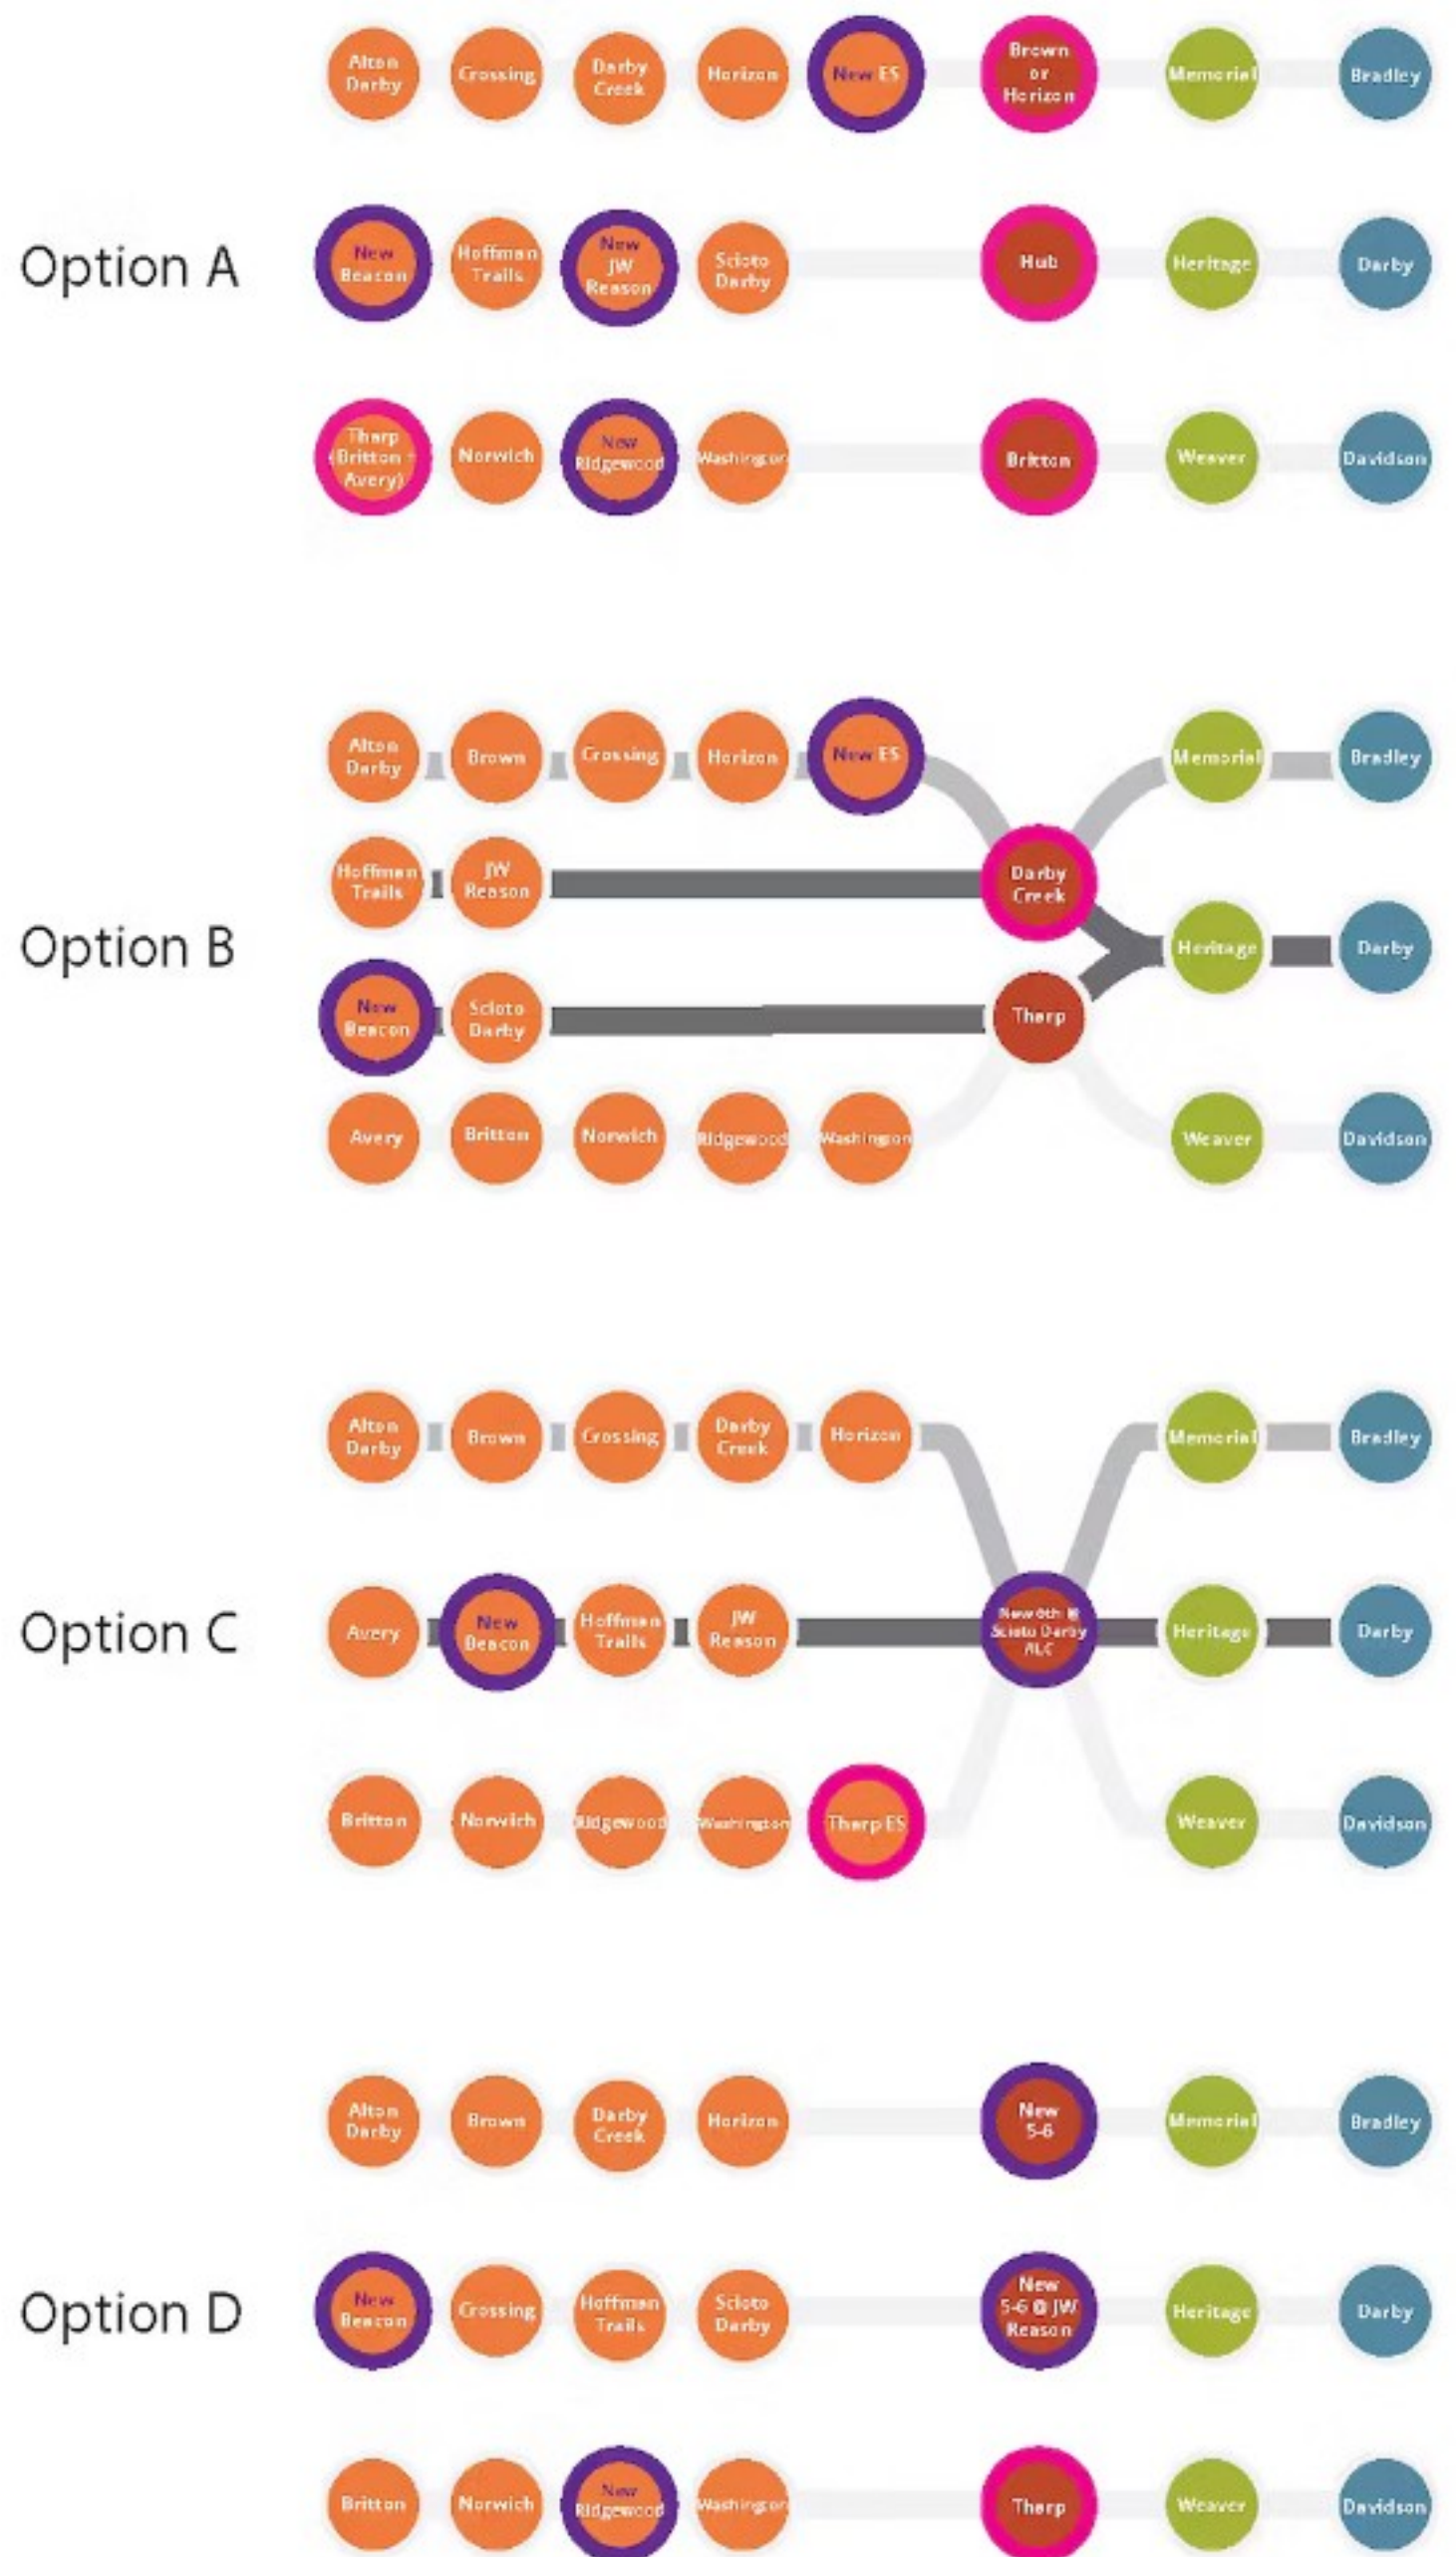 Alton
Darby
Crossing
Darby
Creek
Horizon
New ES
Brown
or
Horizon
Memorial
Bradley
Option A
New
Beacon
Hoffman
Trails
New
JW
Reason
Scioto
Darby
Hub
Heritage
Darby
Tharp
(Britton +
Avery)
Norwich
New
Ridgewood
Washington
Britton
Weaver
Davidson
Option B
Alton
Darby
Brown
Crossing
Horizon
New ES
Memorial
Bradley
Hoffman
Trails
JW
Reason
Darby
Creek
Heritage
Darby
New
Beacon
Scioto
Darby
Tharp
Avery
Britton
Norwich
Ridgewood
Washington
Weaver
Davidson
Option C
Alton
Darby
Brown
Crossing
Darby
Creek
Horizon
Memorial
Bradley
Avery
New
Beacon
Hoffman
Trails
JW
Reason
New 6th @
Scioto Darby
ALC
Heritage
Darby
Britton
Norwich
Ridgewood
Washington
Tharp ES
Weaver
Davidson
Option D
Alton
Darby
Brown
Darby
Creek
Horizon
New
5-6
Memorial
Bradley
New
Beacon
Crossing
Hoffman
Trails
Scioto
Darby
New
5-6 @ JW
Reason
Heritage
Darby
Britton
Norwich
New
Ridgewood
Washington
Tharp
Weaver
Davidson